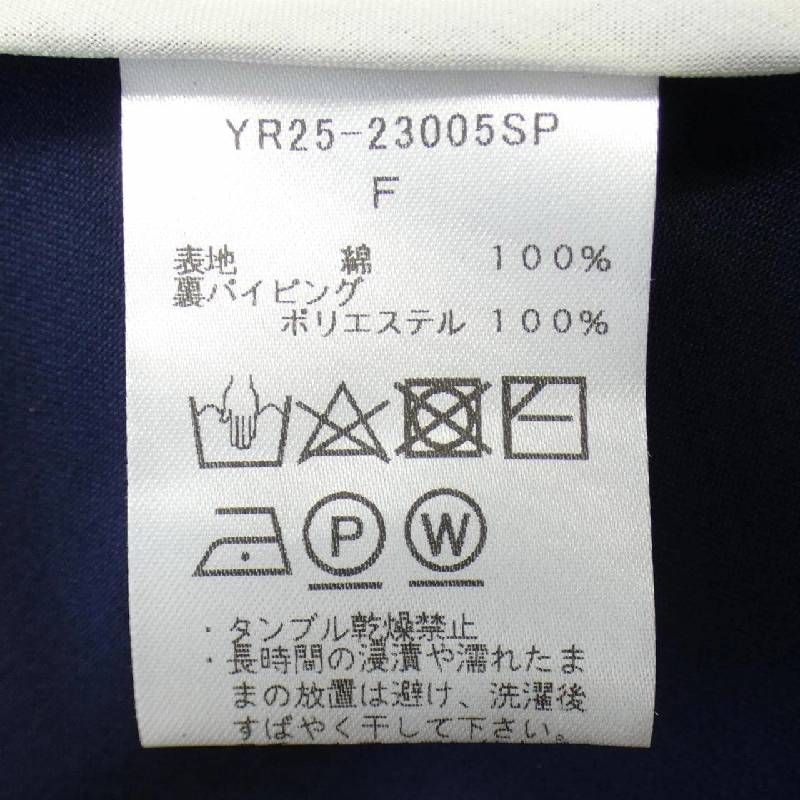 YR25-23005SP
F
表地 綿 100%
裏パイピング
ポリエステル 100%
P W
・タンブル乾燥禁止
・長時間の浸漬や濡れたま
まの放置は避け、洗濯後
すばやく干して下さい。